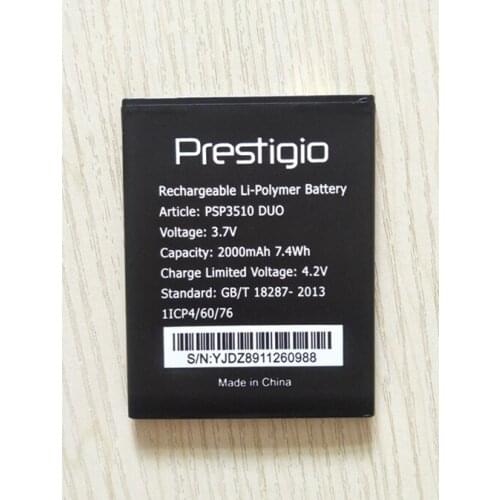 Prestigio
Rechargeable Li-Polymer Battery
Article: PSP3510 DUO
Voltage: 3.7V
Capacity: 2000mAh 7.4Wh
Charge Limited Voltage: 4.2V
Standard: GB/T 18287- 2013
1ICP4/60/76
S/N:YJDZ8911260988
Made in China